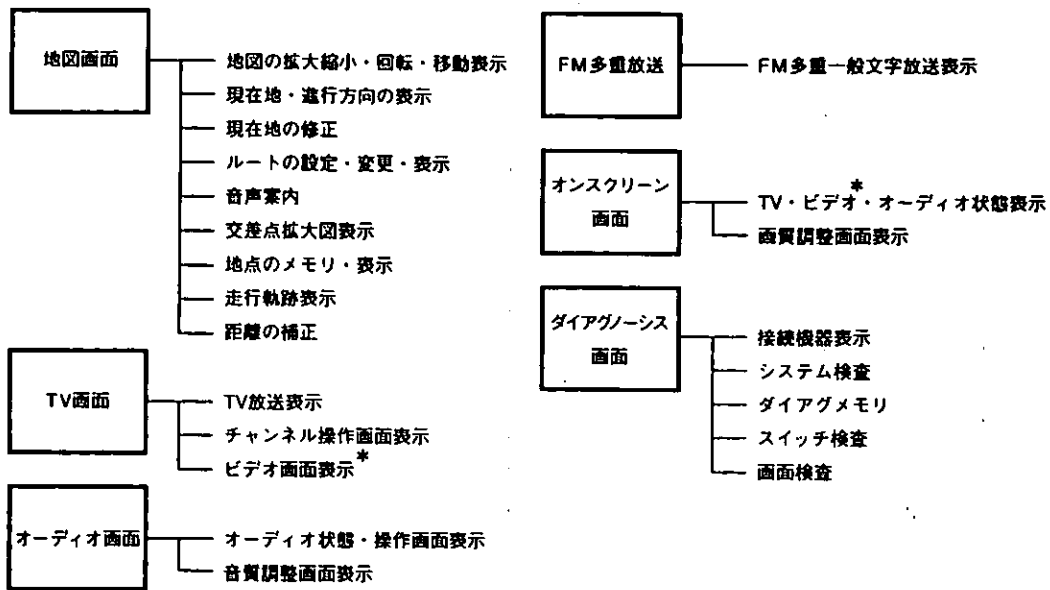 地図画面
地図の拡大縮小・回転・移動表示
現在地・進行方向の表示
現在地の修正
ルートの設定・変更・表示
音声案内
交差点拡大図表示
地点のメモリ・表示
走行軌跡表示
距離の補正
TV画面
TV放送表示
チャンネル操作画面表示
ビデオ画面表示*
オーディオ画面
オーディオ状態・操作画面表示
音質調整画面表示
FM多重放送
FM多重一般文字放送表示
オンスクリーン
画面
TV・ビデオ*・オーディオ状態表示
画質調整画面表示
ダイアグノーシス
画面
接続機器表示
システム検査
ダイアグメモリ
スイッチ検査
画面検査